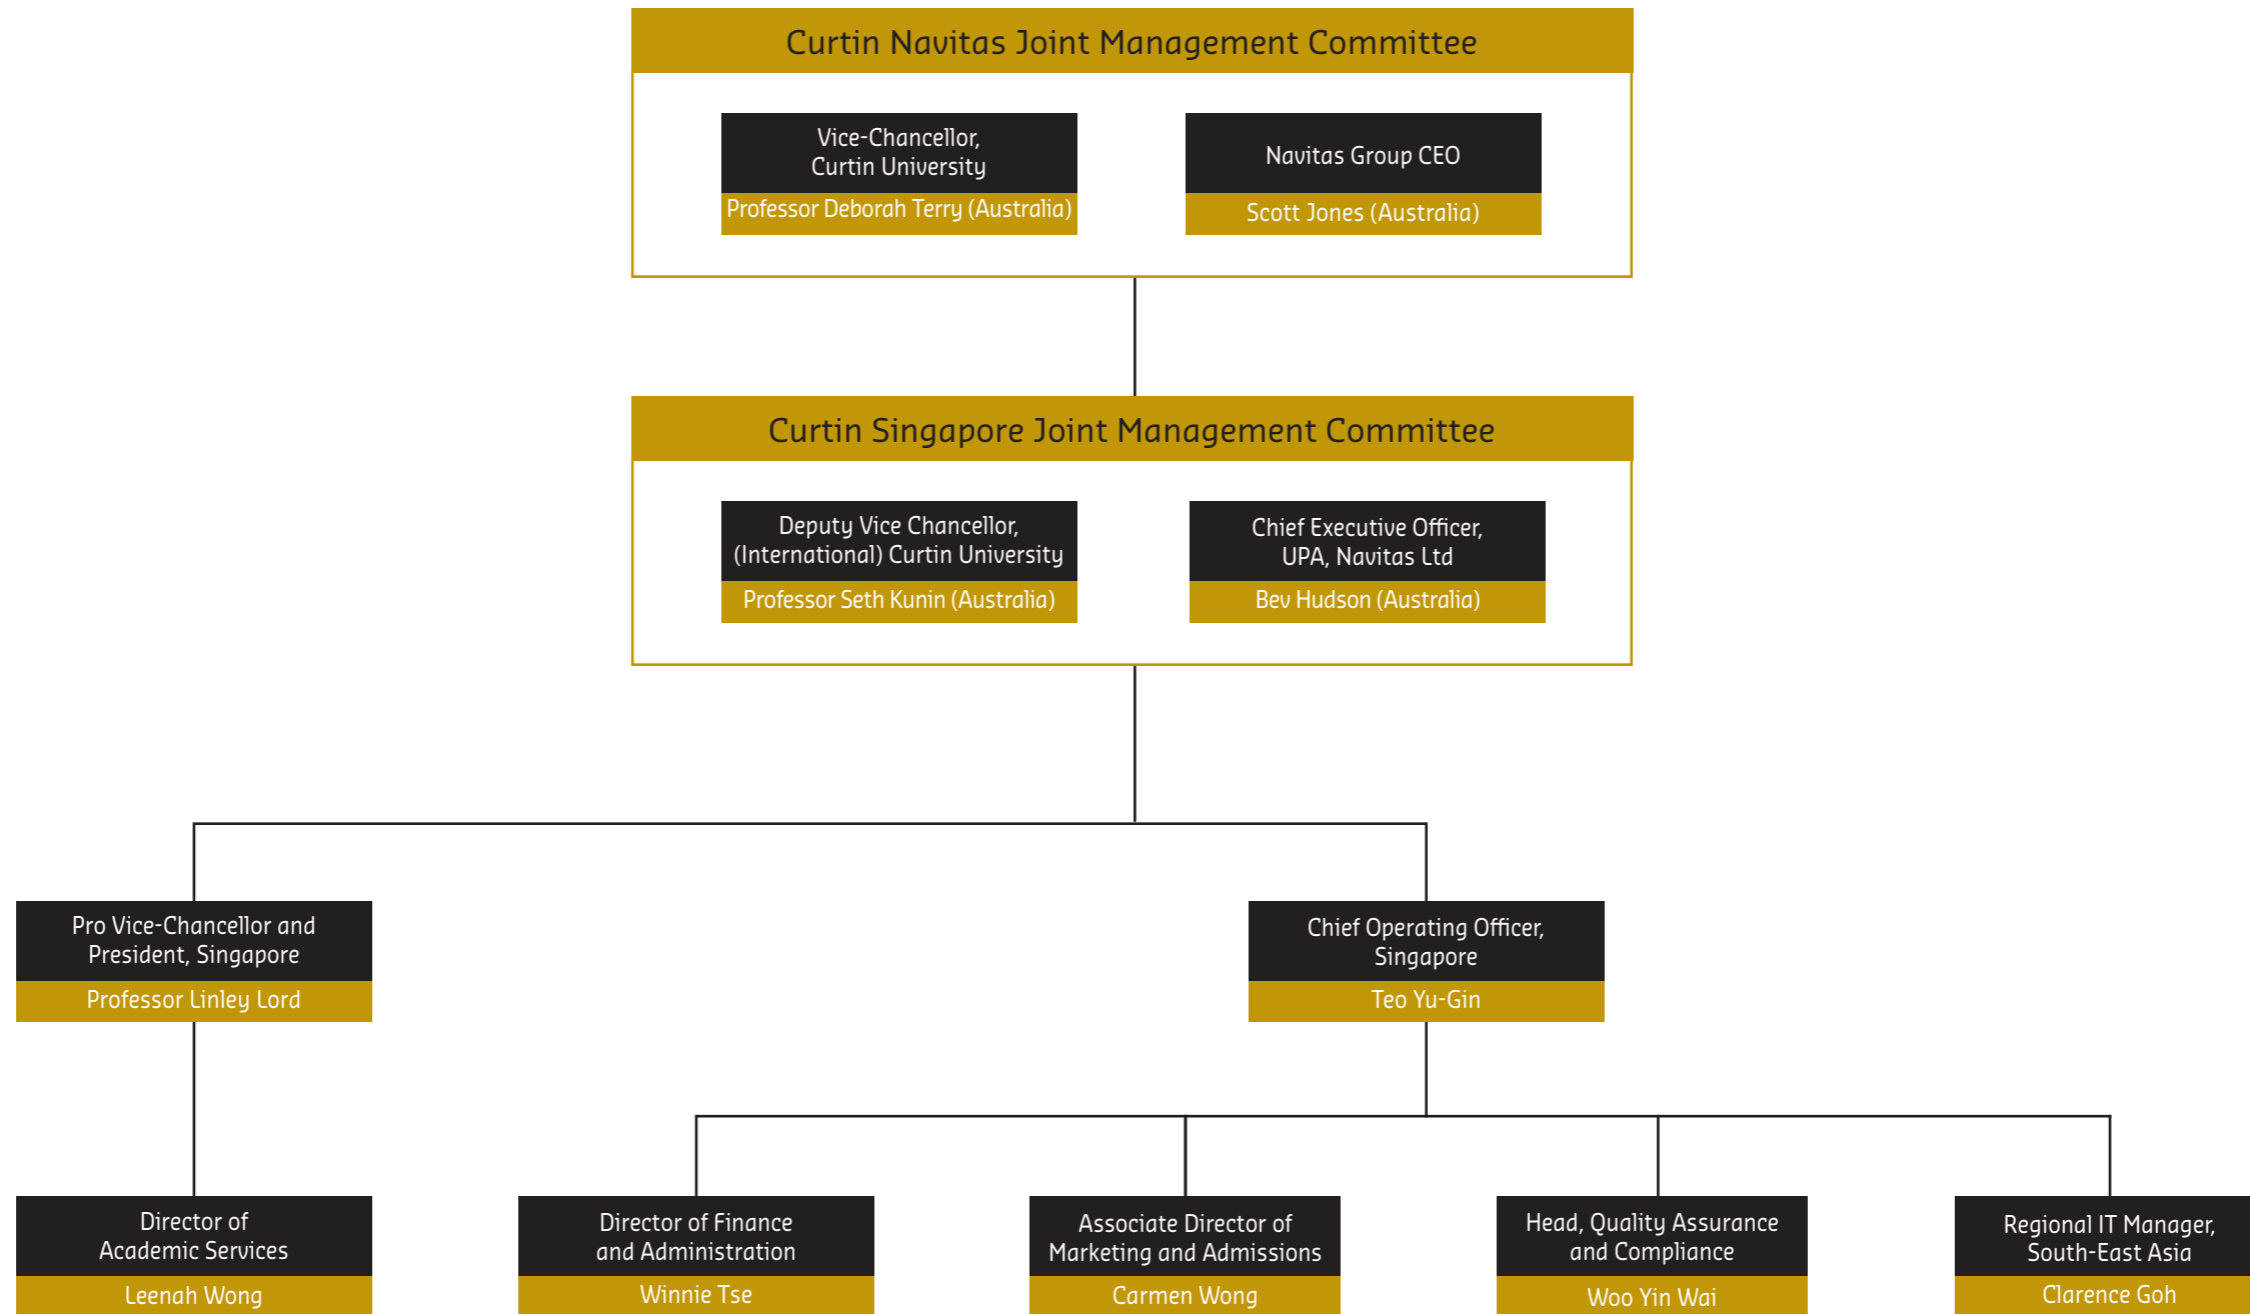 Curtin Navitas Joint Management Committee
Vice-Chancellor,
Curtin University
Professor Deborah Terry (Australia)
Navitas Group CEO
Scott Jones (Australia)
Curtin Singapore Joint Management Committee
Deputy Vice Chancellor,
(International) Curtin University
Professor Seth Kunin (Australia)
Chief Executive Officer,
UPA, Navitas Ltd
Bev Hudson (Australia)
Pro Vice-Chancellor and
President, Singapore
Professor Linley Lord
Chief Operating Officer,
Singapore
Teo Yu-Gin
Director of
Academic Services
Leenah Wong
Director of Finance
and Administration
Winnie Tse
Associate Director of
Marketing and Admissions
Carmen Wong
Head, Quality Assurance
and Compliance
Woo Yin Wai
Regional IT Manager,
South-East Asia
Clarence Goh